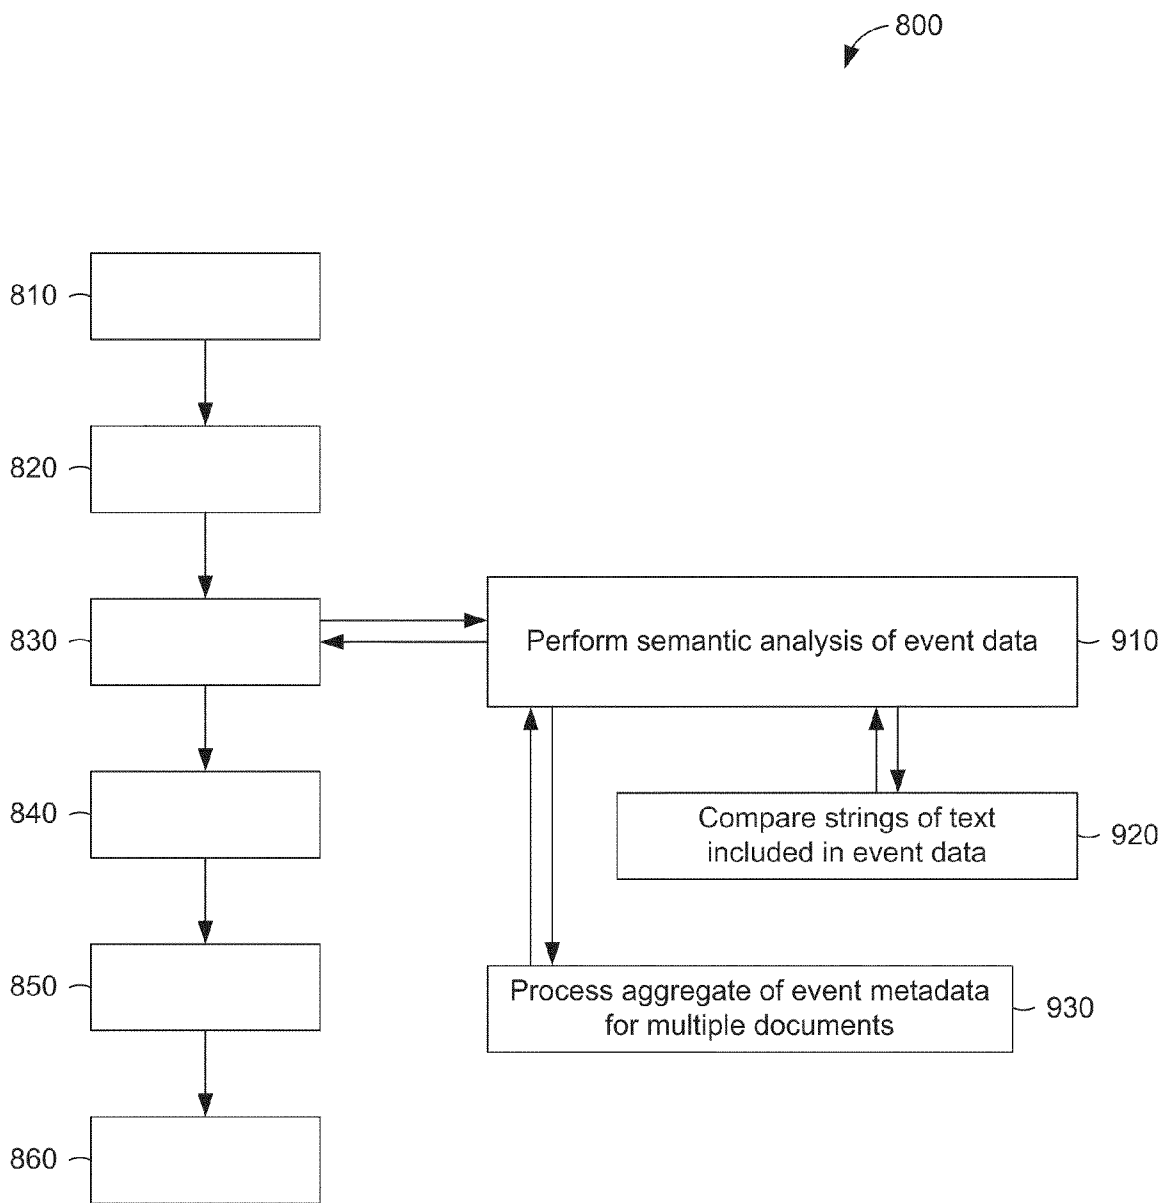 800
810
820
830
Perform semantic analysis of event data
910
840
Compare strings of text
included in event data
920
850
Process aggregate of event metadata
for multiple documents
930
860